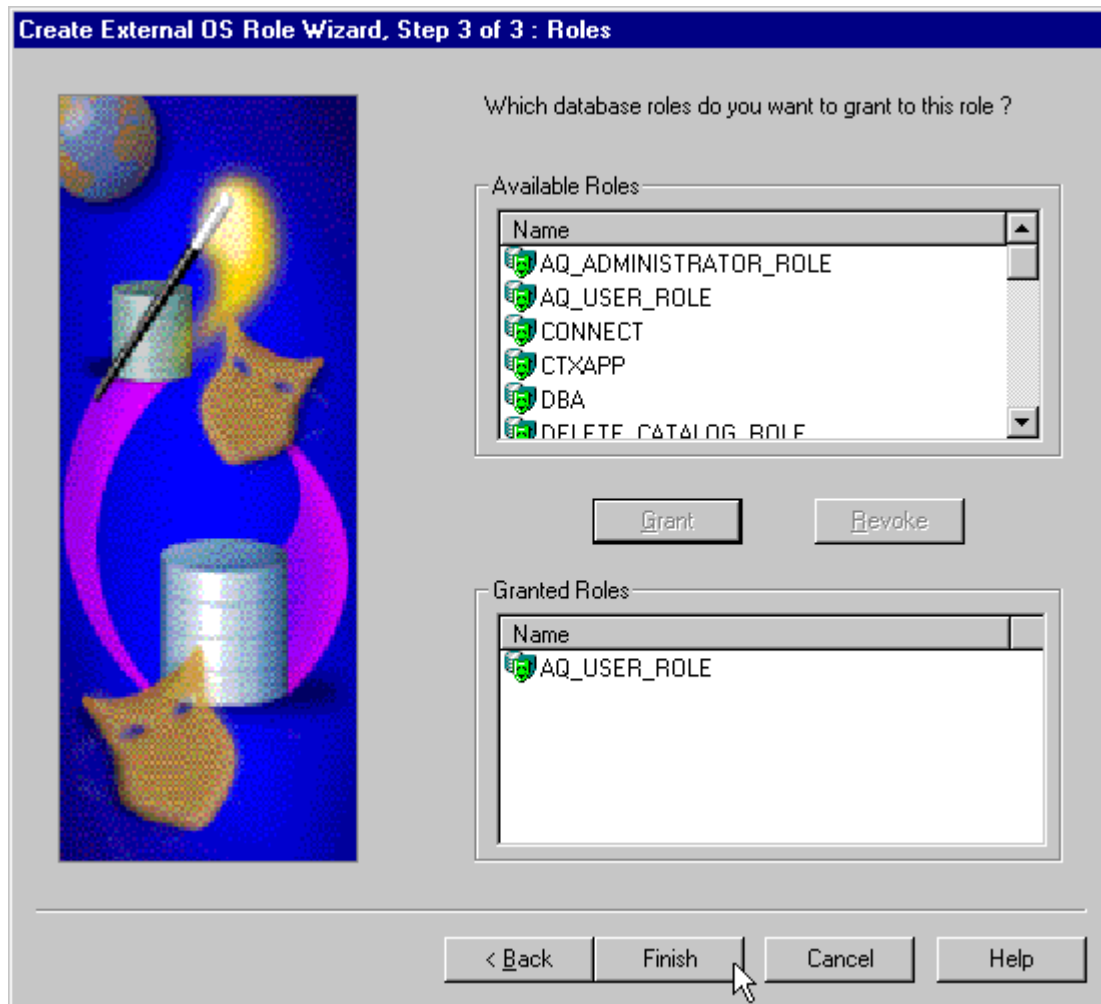 Create External OS Role Wizard, Step 3 of 3 : Roles
Which database roles do you want to grant to this role ?
Available Roles
Name
AQ_ADMINISTRATOR_ROLE
AQ_USER_ROLE
CONNECT
CTXAPP
DBA
DELETE_CATALOG_ROLE
Grant
Revoke
Granted Roles
Name
AQ_USER_ROLE
< Back
Finish
Cancel
Help